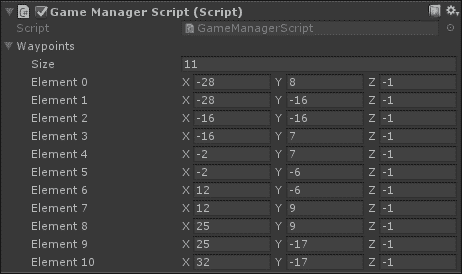 Game Manager Script (Script)
Script GameManagerScript
Waypoints
Size 11
Element 0 X -28 Y 8 Z -1
Element 1 X -28 Y -16 Z -1
Element 2 X -16 Y -16 Z -1
Element 3 X -16 Y 7 Z -1
Element 4 X -2 Y 7 Z -1
Element 5 X -2 Y -6 Z -1
Element 6 X 12 Y -6 Z -1
Element 7 X 12 Y 9 Z -1
Element 8 X 25 Y 9 Z -1
Element 9 X 25 Y -17 Z -1
Element 10 X 32 Y -17 Z -1